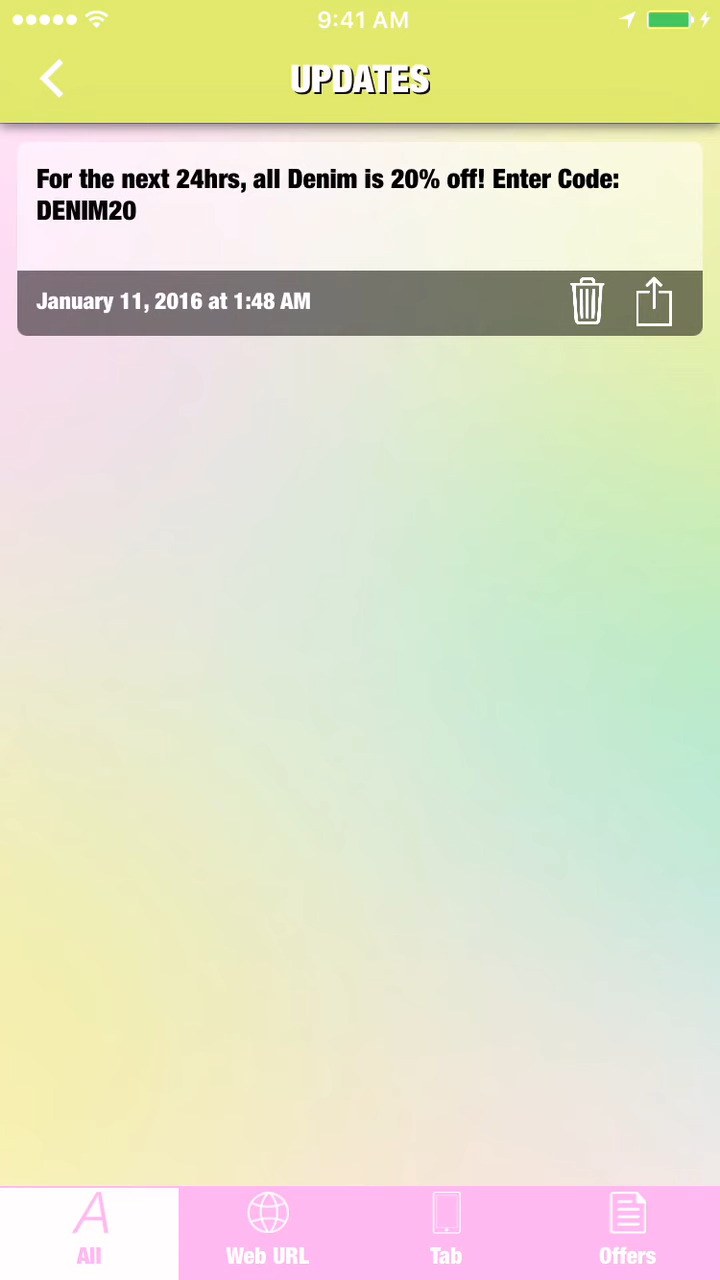 9:41 AM
UPDATES
For the next 24hrs, all Denim is 20% off! Enter Code:
DENIM20
January 11, 2016 at 1:48 AM
A
All
Web URL
Tab
Offers